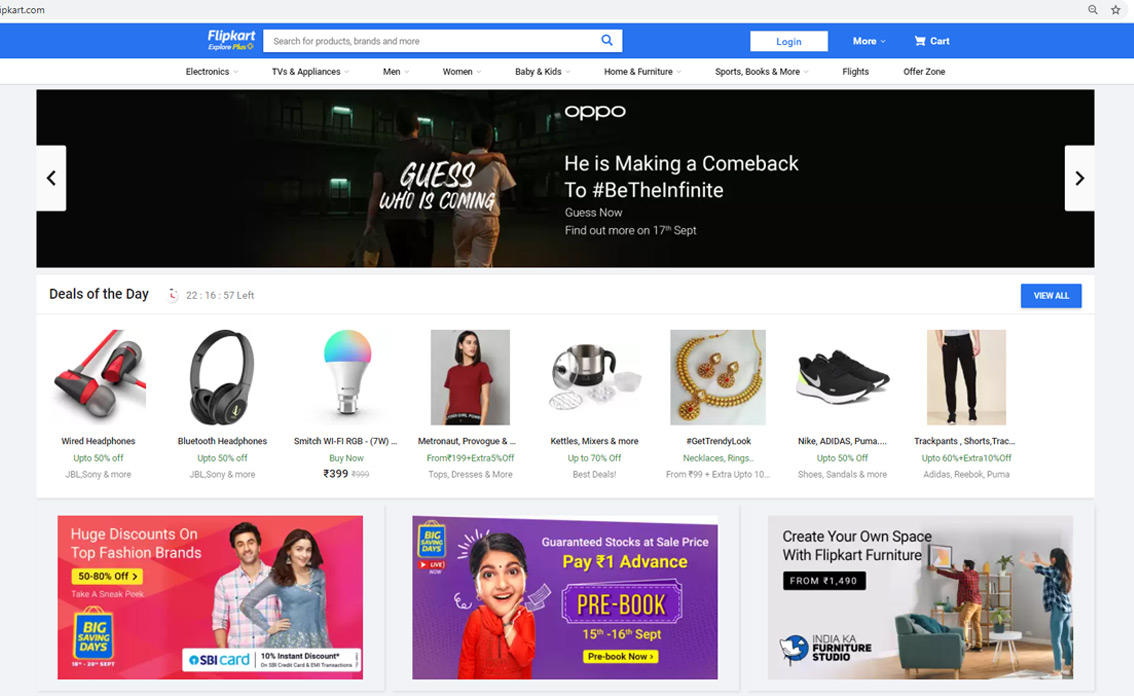 ipkart.com
Flipkart
Explore Plus
Search for products, brands and more
Login
More
Cart
Electronics
TVs & Appliances
Men
Women
Baby & Kids
Home & Furniture
Sports, Books & More
Flights
Offer Zone
oppo
GUESS
WHO IS COMING
He is Making a Comeback
To #BeTheInfinite
Guess Now
Find out more on 17th Sept
Deals of the Day
22 : 16 : 57 Left
VIEW ALL
Wired Headphones
Upto 50% off
JBL,Sony & more
Bluetooth Headphones
Upto 50% off
JBL,Sony & more
Smitch WI-FI RGB - (7W) ...
Buy Now
₹399 ₹999
Metronaut, Provogue & ...
From₹199+Extra5%Off
Tops, Dresses & More
Kettles, Mixers & more
Up to 70% Off
Best Deals!
#GetTrendyLook
Necklaces, Rings..
From ₹99 + Extra Upto 10...
Nike, ADIDAS, Puma....
Upto 50% Off
Shoes, Sandals & more
Trackpants , Shorts,Trac...
Upto 60%+Extra10%Off
Adidas, Reebok, Puma
Huge Discounts On
Top Fashion Brands
50-80% Off >
Take A Sneak Peek
BIG
SAVING
DAYS
18th - 20th SEPT
SBI card
10% Instant Discount*
On SBI Credit Card & EMI Transactions
BIG
SAVING
DAYS
LIVE
NOW
Guaranteed Stocks at Sale Price
Pay ₹1 Advance
PRE-BOOK
15th -16th Sept
Pre-book Now >
Create Your Own Space
With Flipkart Furniture
FROM ₹1,490
INDIA KA
FURNITURE
STUDIO